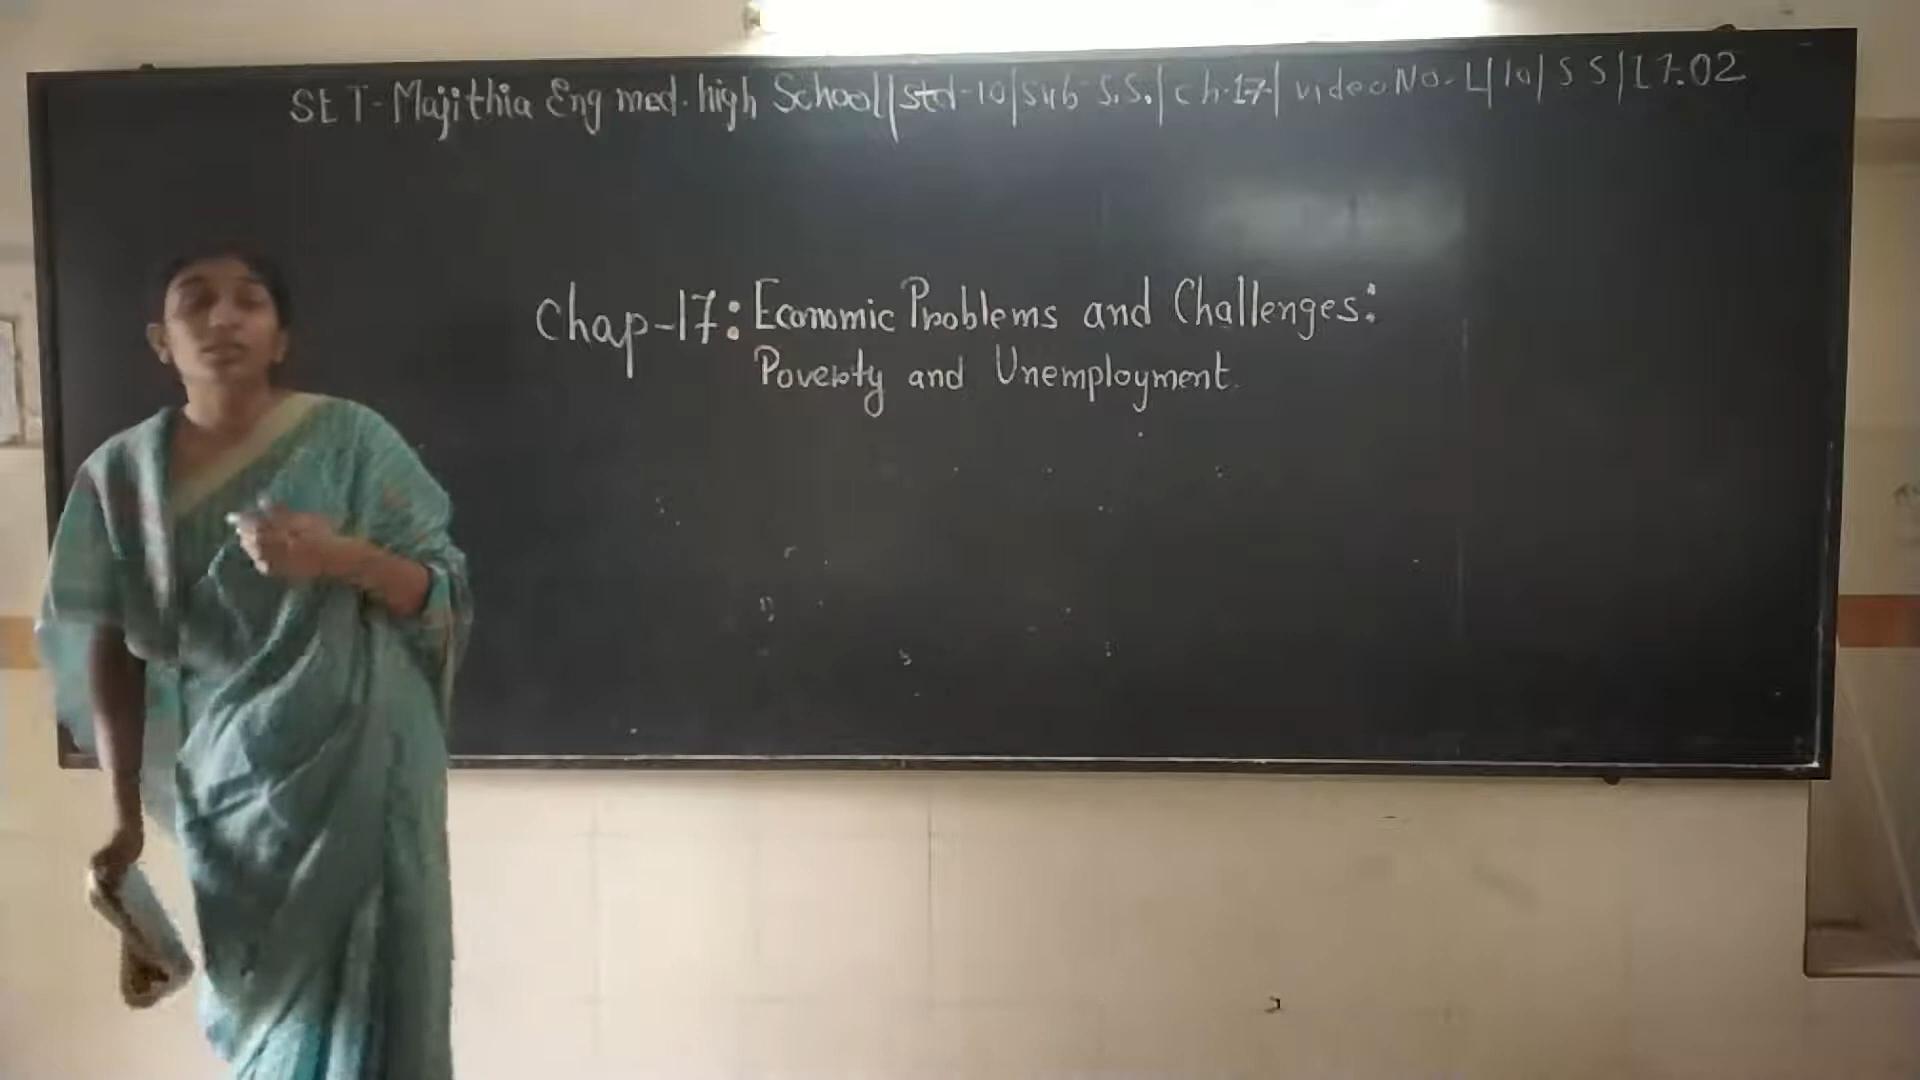 SET-Majithia Eng med. high School|Std-10|Sub S.S.|ch.17|video No-4|10|SS|17.02
Chap-17: Economic Problems and Challenges:
Poverty and Unemployment.